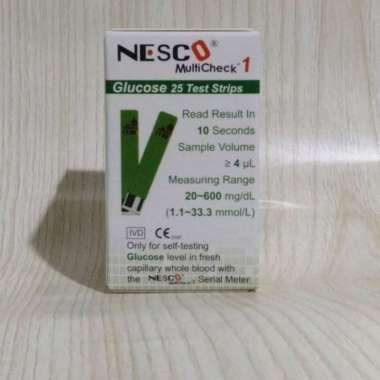 NESCO®
MultiCheck™ 1
Glucose 25 Test Strips
Read Result In
10 Seconds
Sample Volume
≥ 4 µL
Measuring Range
20~600 mg/dL
(1.1~33.3 mmol/L)
IVD CE
Only for self-testing
Glucose level in fresh
capillary whole blood with
the NESCO MultiCheck Serial Meter